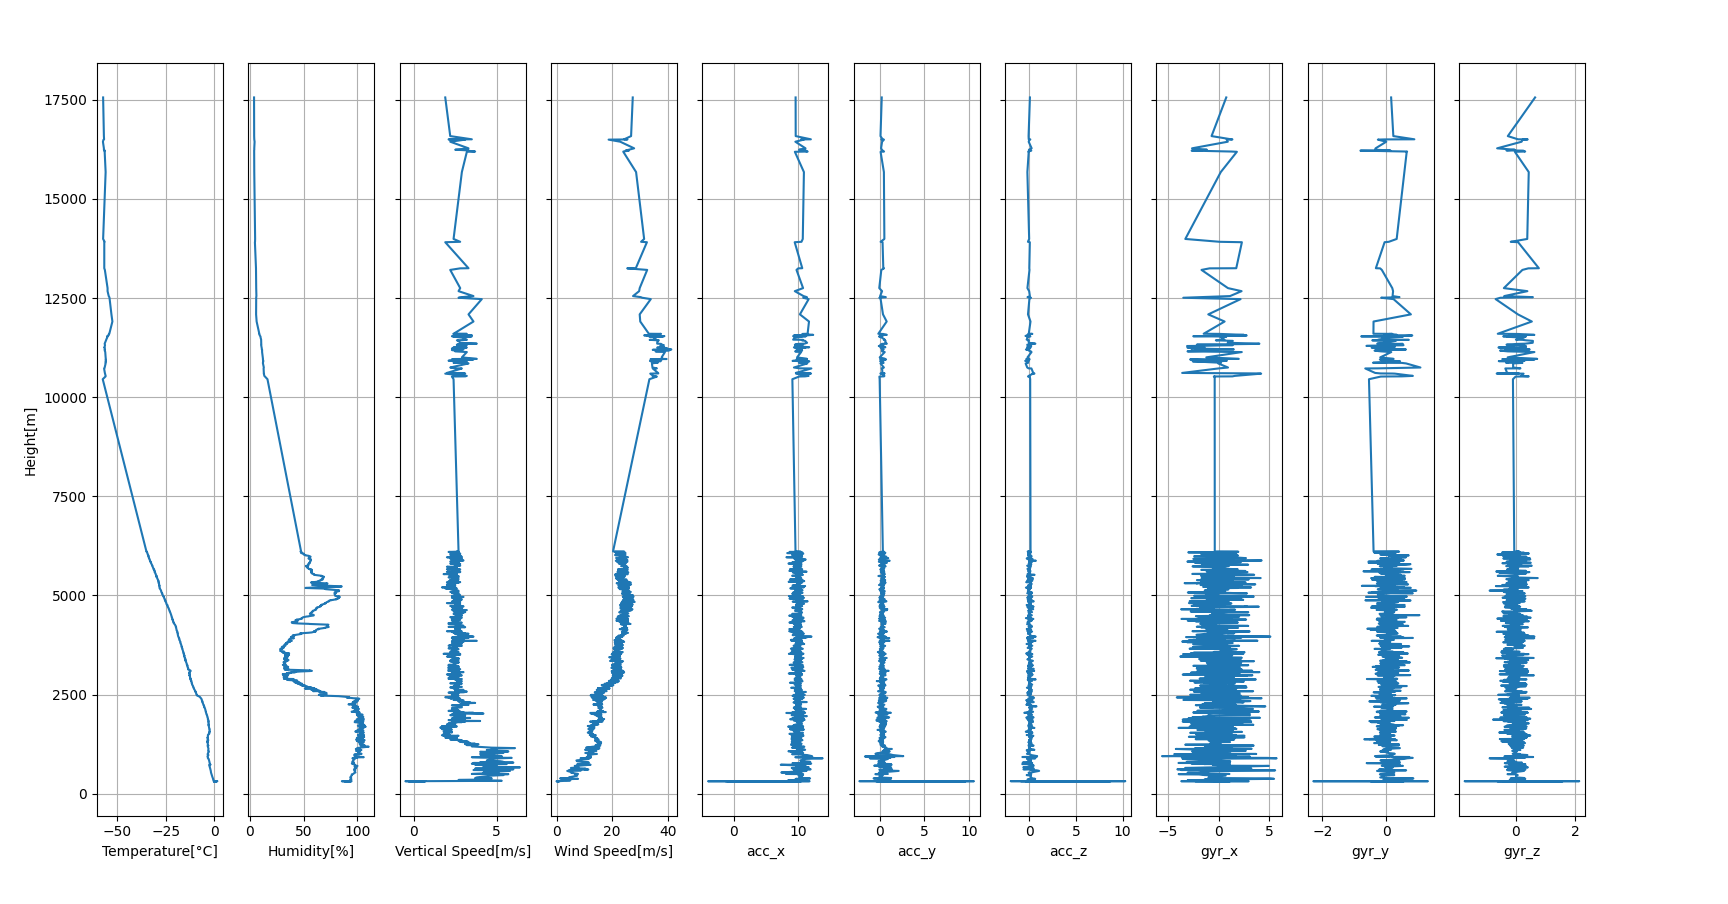 Height[m]
17500
15000
12500
10000
7500
5000
2500
0
−50 −25 0
Temperature[°C]
0 50 100
Humidity[%]
0 5
Vertical Speed[m/s]
0 20 40
Wind Speed[m/s]
0 10
acc_x
0 5 10
acc_y
0 5 10
acc_z
−5 0 5
gyr_x
−2 0
gyr_y
0 2
gyr_z